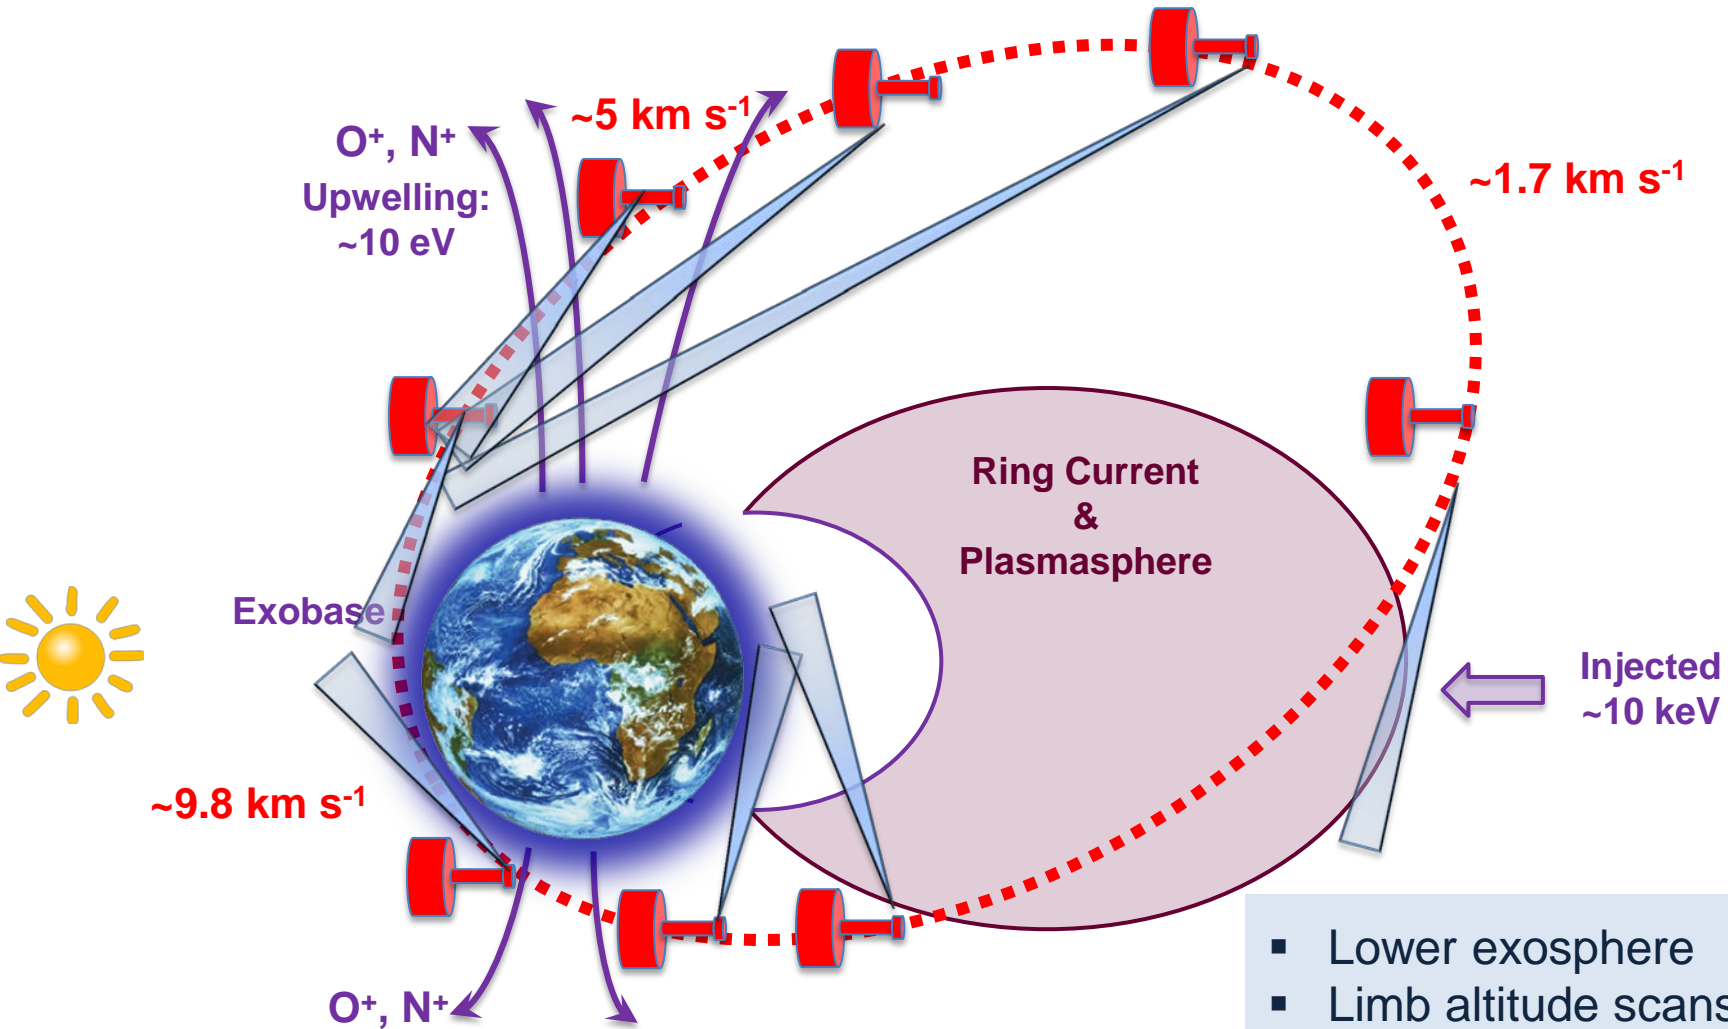 ~5 km s⁻¹
O⁺, N⁺
Upwelling:
~10 eV
~1.7 km s⁻¹
Ring Current
&
Plasmasphere
Exobase
Injected
~10 keV
~9.8 km s⁻¹
O⁺, N⁺
▪ Lower exosphere
▪ Limb altitude scans